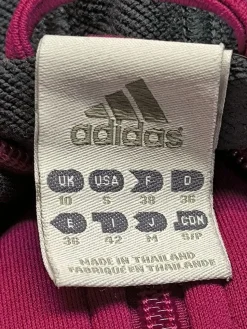 adidas
UK USA F D
10 S 38 36
E I J CDN
36 42 M S/P
MADE IN THAILAND
FABRIQUÉ EN THAILANDE